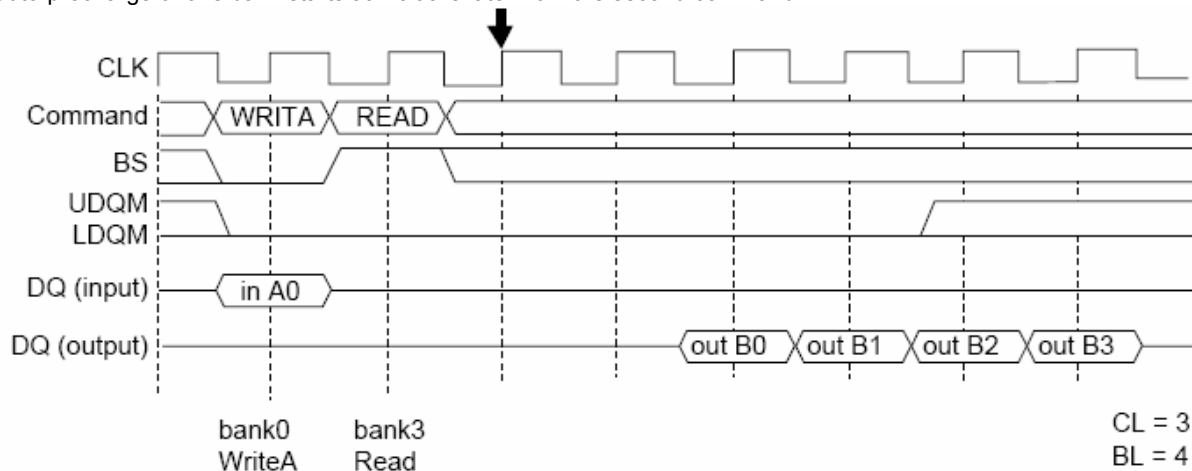 CLK
Command WRITA READ
BS
UDQM
LDQM
DQ (input) in A0
DQ (output) out B0 out B1 out B2 out B3
bank0 bank3 CL = 3
WriteA Read BL = 4